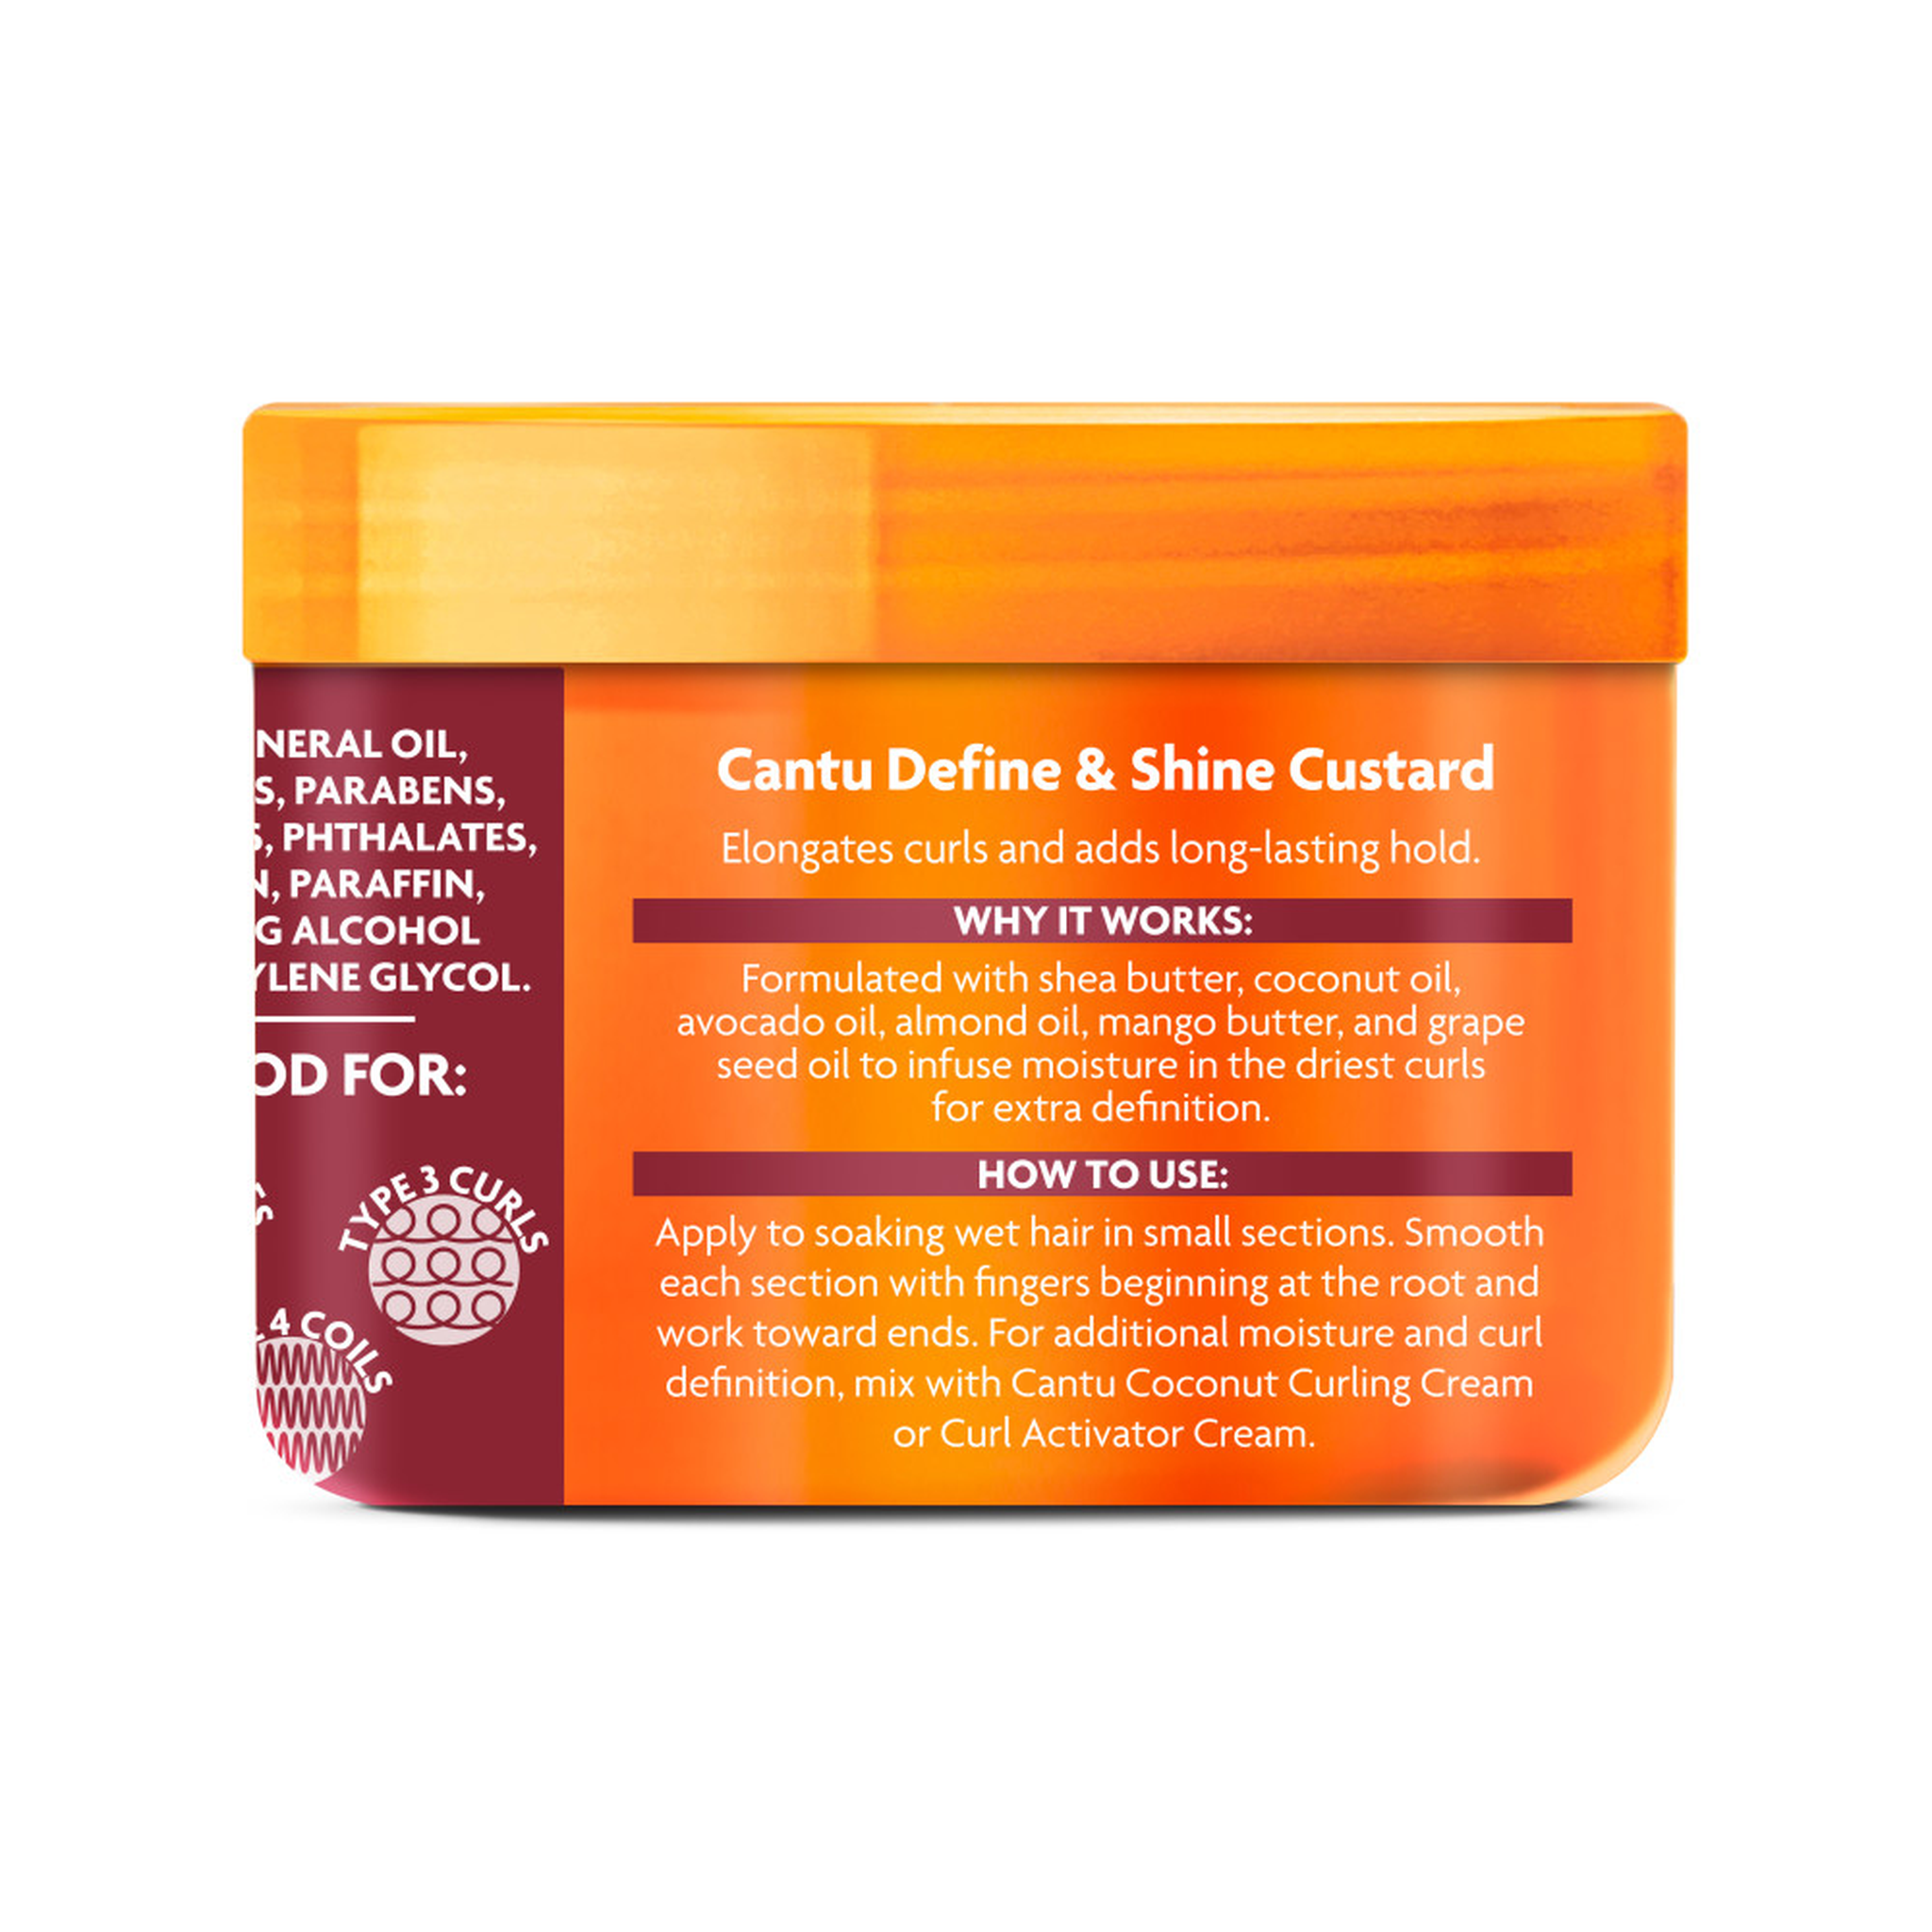 OIL,
PARABENS,
PHTHALATES,
PARAFFIN,
ALCOHOL
GLYCOL.
FOR:
TYPE 3 CURLS
4 COILS
Cantu Define & Shine Custard
Elongates curls and adds long-lasting hold.
WHY IT WORKS:
Formulated with shea butter, coconut oil,
avocado oil, almond oil, mango butter, and grape
seed oil to infuse moisture in the driest curls
for extra definition.
HOW TO USE:
Apply to soaking wet hair in small sections. Smooth
each section with fingers beginning at the root and
work toward ends. For additional moisture and curl
definition, mix with Cantu Coconut Curling Cream
or Curl Activator Cream.